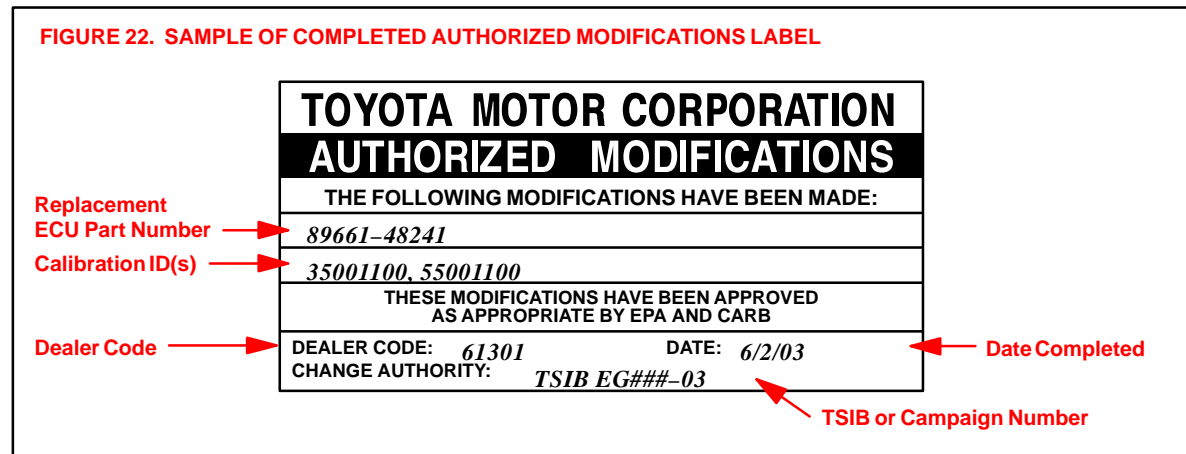 FIGURE 22. SAMPLE OF COMPLETED AUTHORIZED MODIFICATIONS LABEL
TOYOTA MOTOR CORPORATION
AUTHORIZED MODIFICATIONS
THE FOLLOWING MODIFICATIONS HAVE BEEN MADE:
Replacement
ECU Part Number
89661–48241
Calibration ID(s)
35001100, 55001100
THESE MODIFICATIONS HAVE BEEN APPROVED
AS APPROPRIATE BY EPA AND CARB
Dealer Code
DEALER CODE: 61301 DATE: 6/2/03
Date Completed
CHANGE AUTHORITY: TSIB EG###–03
TSIB or Campaign Number